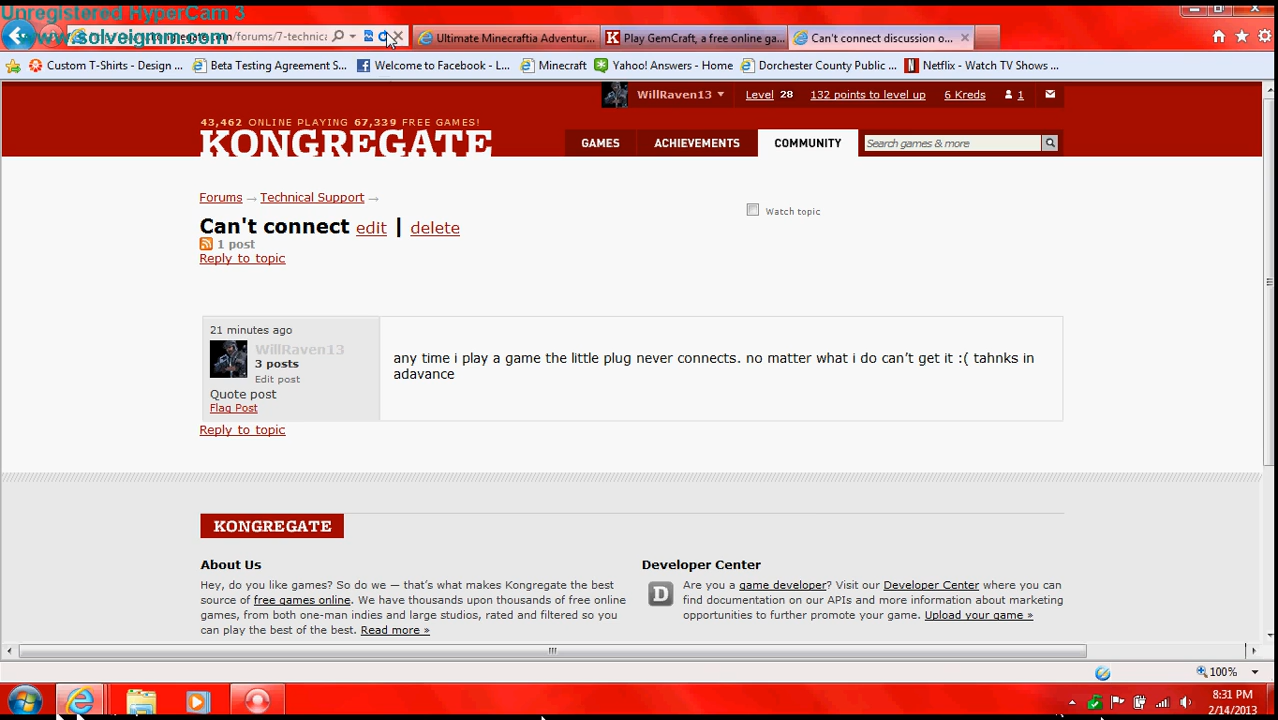 Unregistered HyperCam 3
www.solveigmm.com
/forums/7-technica
Ultimate Minecraftia Adventur...
Play GemCraft, a free online ga...
Can't connect discussion o...
Custom T-Shirts - Design ...
Beta Testing Agreement S...
Welcome to Facebook - L...
Minecraft
Yahoo! Answers - Home
Dorchester County Public ...
Netflix - Watch TV Shows ...
WillRaven13
Level 28
132 points to level up
6 Kreds
1
43,462 ONLINE PLAYING 67,339 FREE GAMES!
KONGREGATE
GAMES
ACHIEVEMENTS
COMMUNITY
Search games & more
Forums → Technical Support →
Watch topic
Can't connect edit | delete
1 post
Reply to topic
21 minutes ago
WillRaven13
3 posts
Edit post
Quote post
Flag Post
any time i play a game the little plug never connects. no matter what i do can't get it :( tahnks in
adavance
Reply to topic
KONGREGATE
About Us
Hey, do you like games? So do we — that's what makes Kongregate the best
source of free games online. We have thousands upon thousands of free online
games, from both one-man indies and large studios, rated and filtered so you
can play the best of the best. Read more »
Developer Center
D
Are you a game developer? Visit our Developer Center where you can
find documentation on our APIs and more information about marketing
opportunities to further promote your game. Upload your game »
100%
8:31 PM
2/14/2013